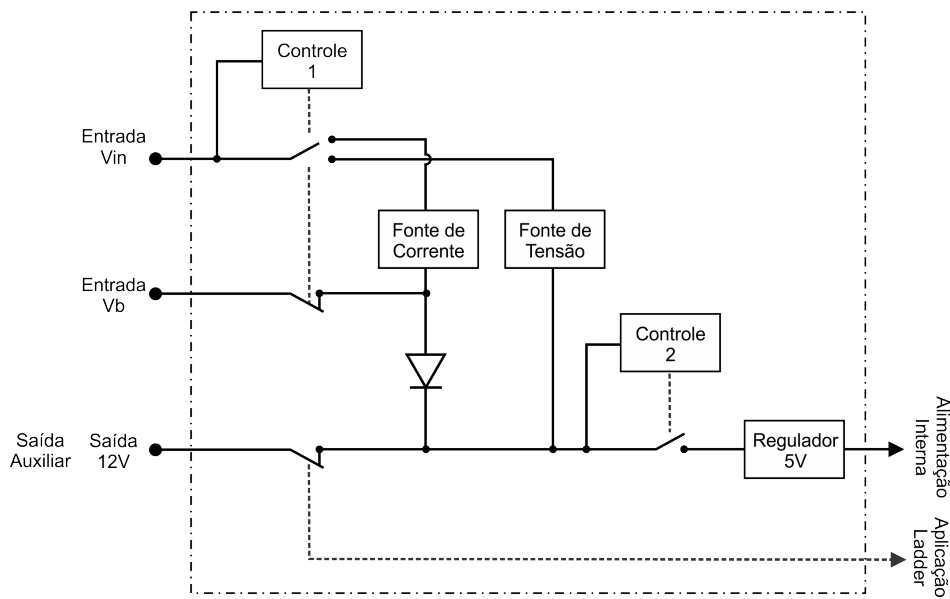 Controle
1
Entrada
Vin
Fonte de
Corrente
Fonte de
Tensão
Entrada
Vb
Controle
2
Saída
Auxiliar
Saída
12V
Regulador
5V
Alimentação
Interna
Aplicação
Ladder